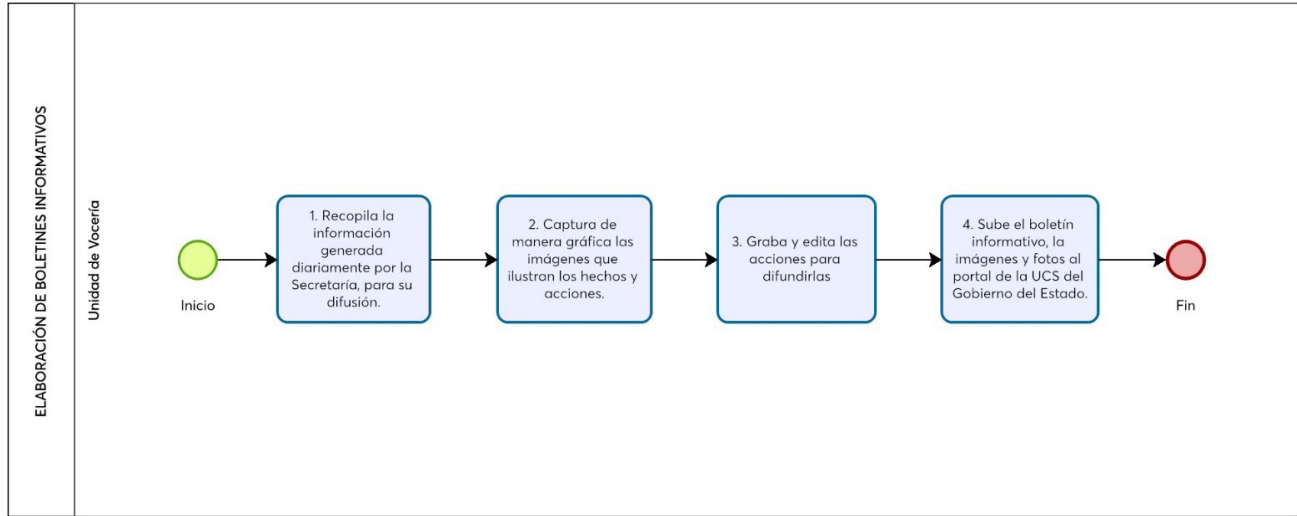 ELABORACIÓN DE BOLETINES INFORMATIVOS
Unidad de Vocería
Inicio
1. Recopila la
información
generada
diariamente por la
Secretaría, para su
difusión.
2. Captura de
manera gráfica las
imágenes que
ilustran los hechos y
acciones.
3. Graba y edita las
acciones para
difundirlas
4. Sube el boletín
informativo, la
imágenes y fotos al
portal de la UCS del
Gobierno del Estado.
Fin